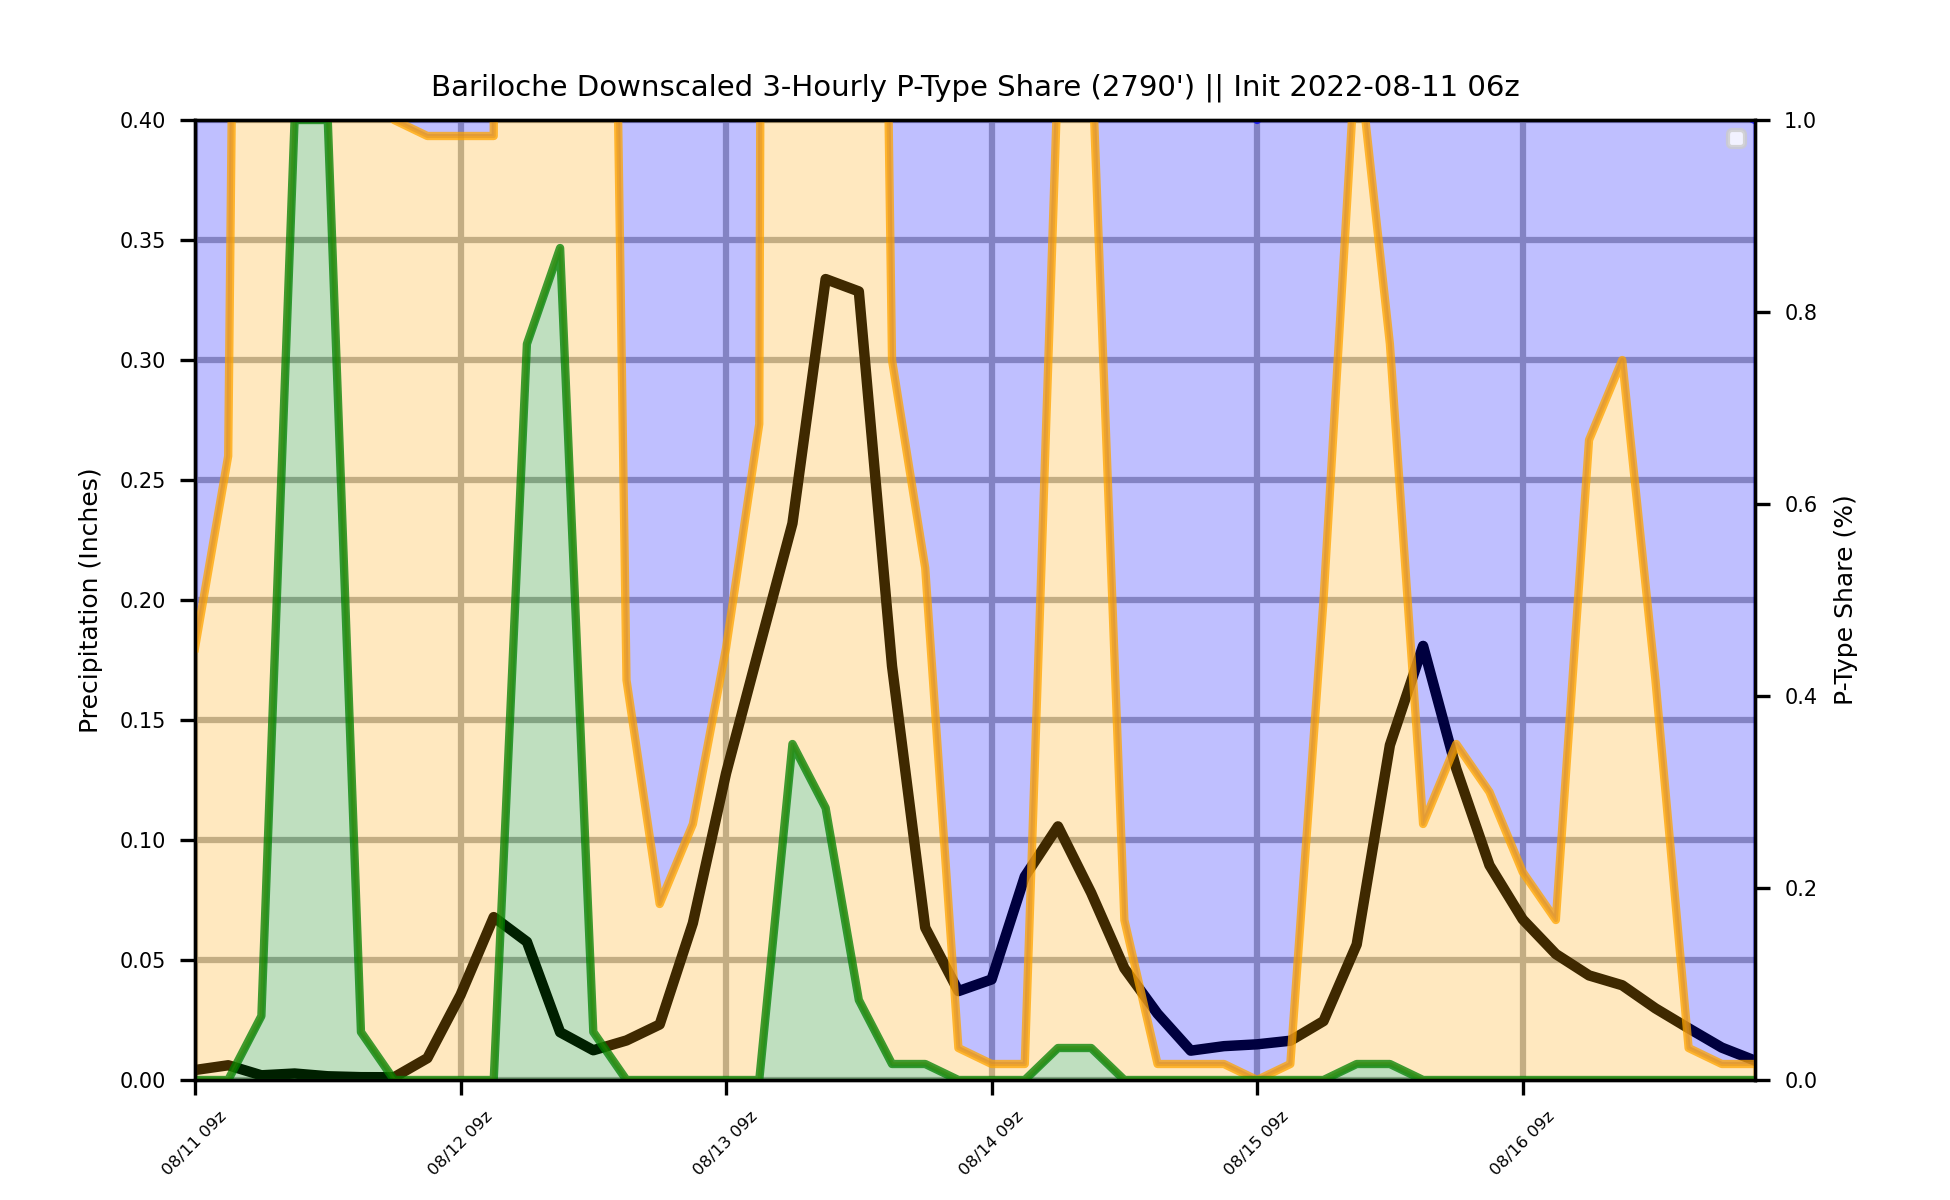 Bariloche Downscaled 3-Hourly P-Type Share (2790') || Init 2022-08-11 06z
0.40
0.35
0.30
0.25
0.20
0.15
0.10
0.05
0.00
Precipitation (Inches)
1.0
0.8
0.6
0.4
0.2
0.0
P-Type Share (%)
08/11 09z
08/12 09z
08/13 09z
08/14 09z
08/15 09z
08/16 09z